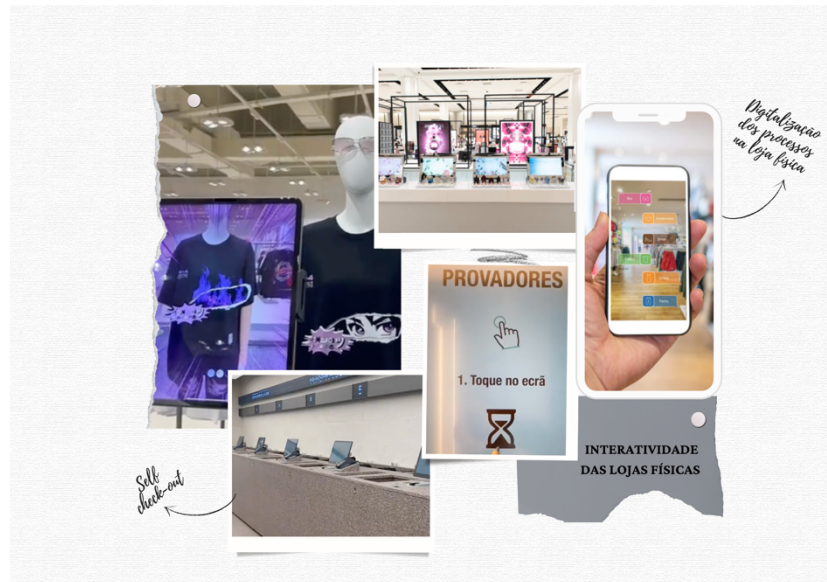 Digitalização
dos processos
na loja física
PROVADORES
1. Toque no ecrã
INTERATIVIDADE
DAS LOJAS FÍSICAS
Self
check-out